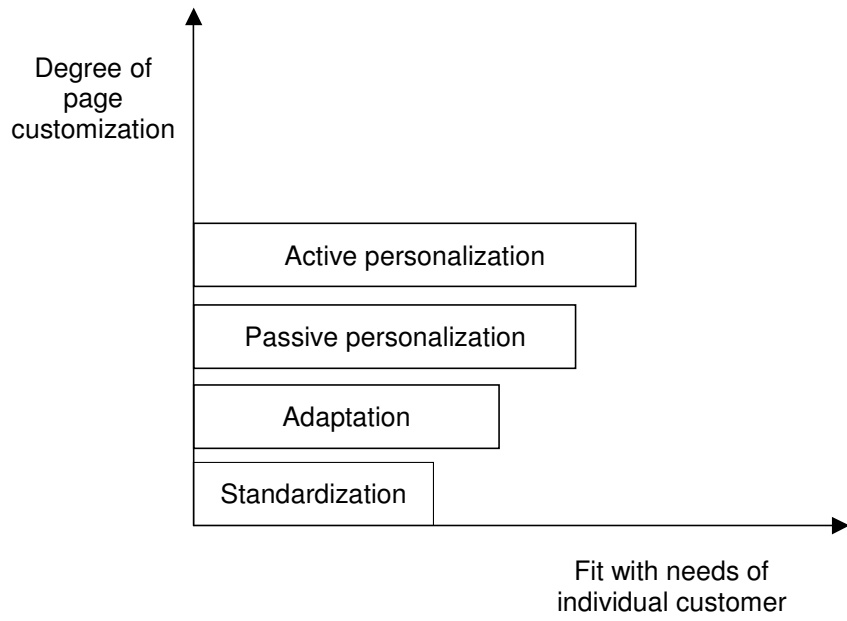 Degree of
page
customization
Active personalization
Passive personalization
Adaptation
Standardization
Fit with needs of
individual customer